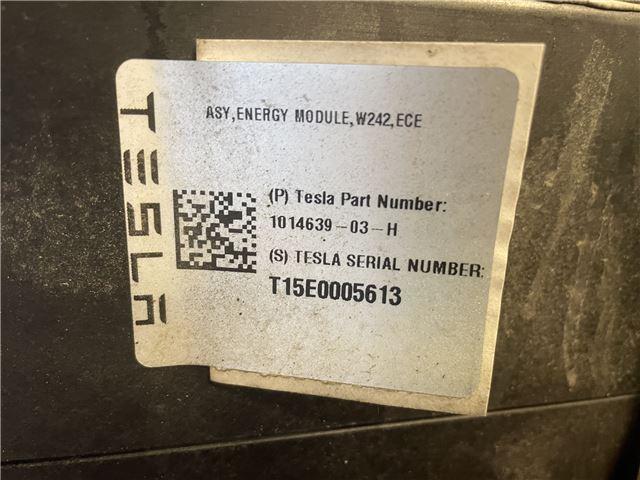 TESLA
ASY,ENERGY MODULE,W242,ECE
(P) Tesla Part Number:
1014639-03-H
(S) TESLA SERIAL NUMBER:
T15E0005613